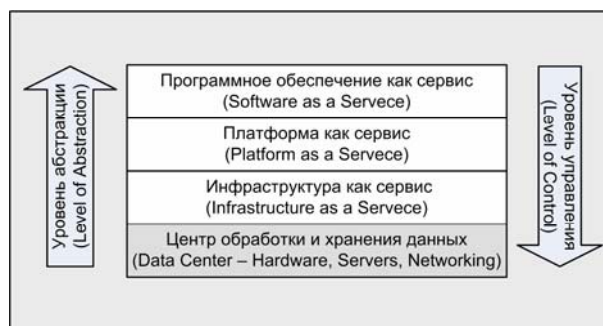 Уровень абстракции
(Level of Abstraction)
Программное обеспечение как сервис
(Software as a Servece)
Платформа как сервис
(Platform as a Servece)
Инфраструктура как сервис
(Infrastructure as a Servece)
Центр обработки и хранения данных
(Data Center – Hardware, Servers, Networking)
Уровень управления
(Level of Control)